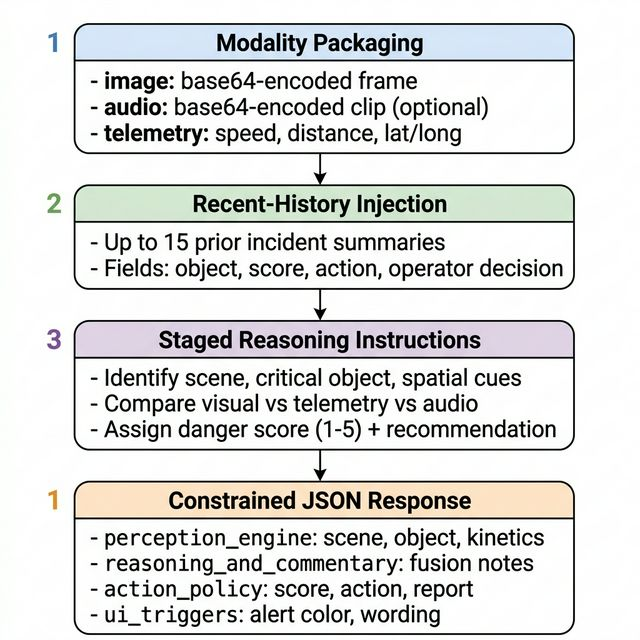 1 Modality Packaging
- image: base64-encoded frame
- audio: base64-encoded clip (optional)
- telemetry: speed, distance, lat/long
2 Recent-History Injection
- Up to 15 prior incident summaries
- Fields: object, score, action, operator decision
3 Staged Reasoning Instructions
- Identify scene, critical object, spatial cues
- Compare visual vs telemetry vs audio
- Assign danger score (1-5) + recommendation
1 Constrained JSON Response
- perception_engine: scene, object, kinetics
- reasoning_and_commentary: fusion notes
- action_policy: score, action, report
- ui_triggers: alert color, wording